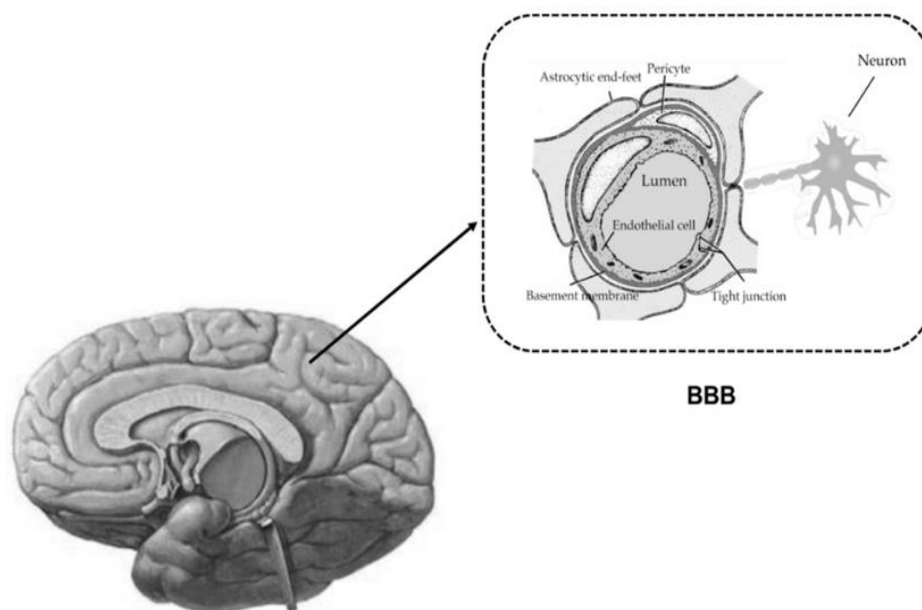 Neuron
Pericyte
Astrocytic end-feet
Lumen
Endothelial cell
Basement membrane
Tight junction
BBB